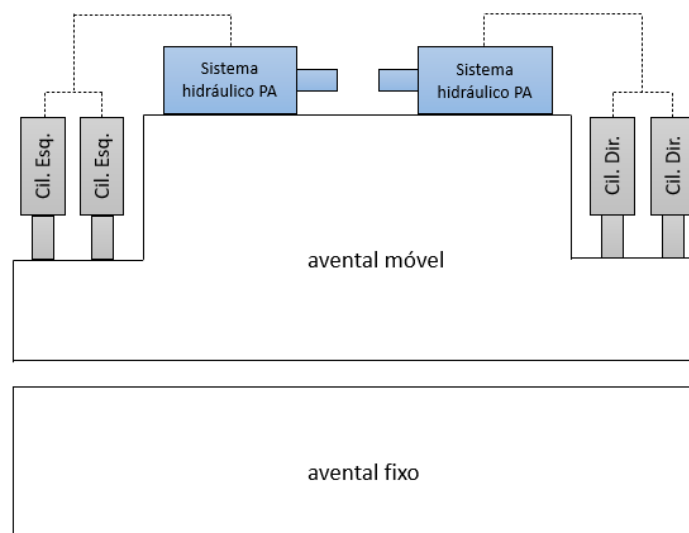 Sistema
hidráulico PA
Sistema
hidráulico PA
Cil. Esq.
Cil. Esq.
Cil. Dir.
Cil. Dir.
avental móvel
avental fixo